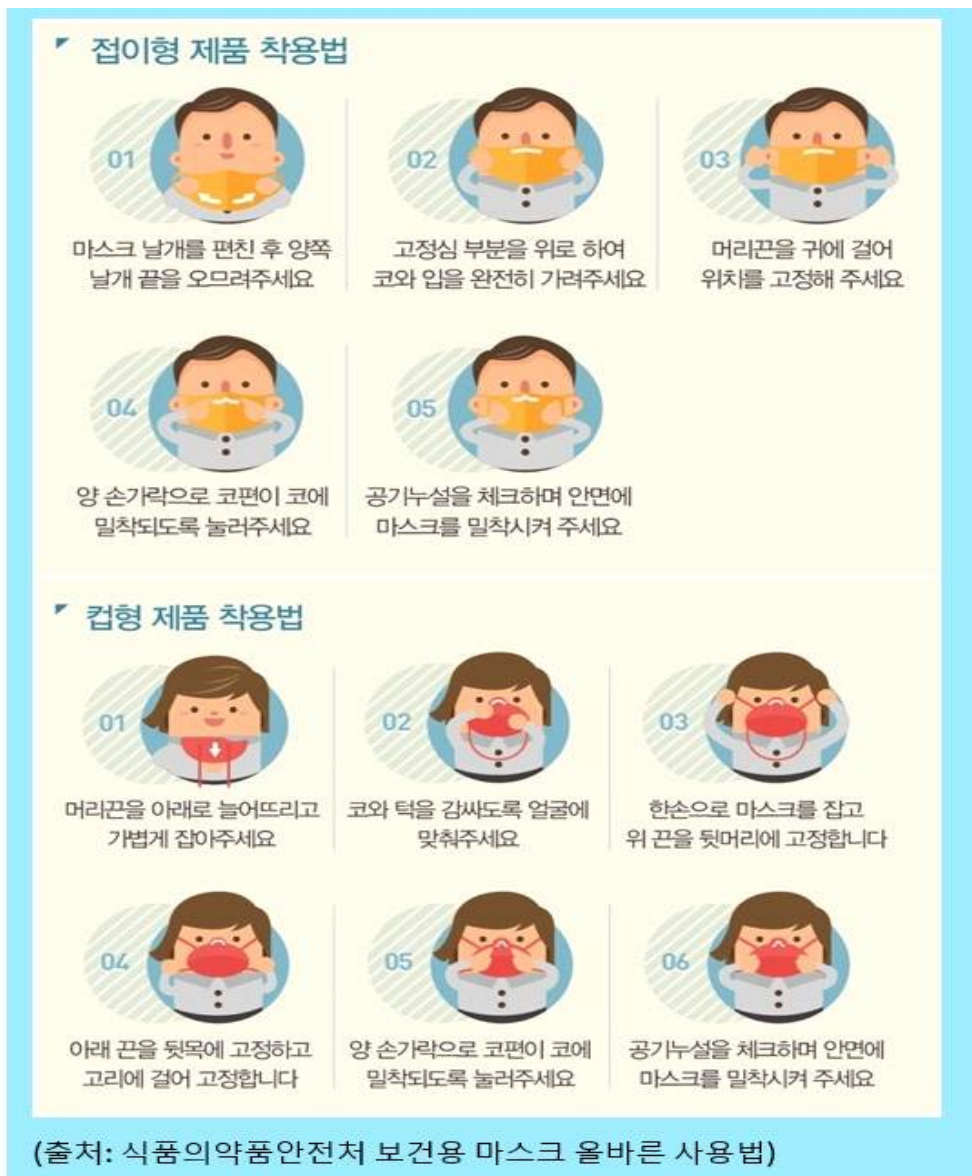 접이형 제품 착용법
01
마스크 날개를 편친 후 양쪽
날개 끝을 오므려주세요
02
고정심 부분을 위로 하여
코와 입을 완전히 가려주세요
03
머리끈을 귀에 걸어
위치를 고정해 주세요
04
양 손가락으로 코편이 코에
밀착되도록 눌러주세요
05
공기누설을 체크하며 안면에
마스크를 밀착시켜 주세요
컵형 제품 착용법
01
머리끈을 아래로 늘어뜨리고
가볍게 잡아주세요
02
코와 턱을 감싸도록 얼굴에
맞춰주세요
03
한손으로 마스크를 잡고
위 끈을 뒷머리에 고정합니다
04
아래 끈을 뒷목에 고정하고
고리에 걸어 고정합니다
05
양 손가락으로 코편이 코에
밀착되도록 눌러주세요
06
공기누설을 체크하며 안면에
마스크를 밀착시켜 주세요
(출처: 식품의약품안전처 보건용 마스크 올바른 사용법)